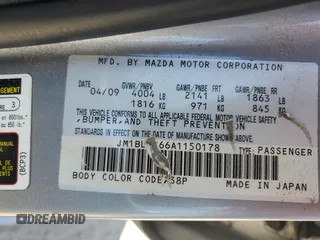 MFD. BY MAZDA MOTOR CORPORATION
GVWR/PNBV GAWR/PNBE FR GAWR/PNBE RR
04/09 4004 LB 2141 LB 1863 LB
1816 KG 971 KG 845 KG
THIS VEHICLE CONFORMS TO ALL APPLICABLE FEDERAL MOTOR VEHICLE SAFETY
, BUMPER, AND THEFT PREVENTION
STANDARDS IN EFFECT ON THE DATE OF MANUFACTURE SHOWN ABOVE.
66A1150178 TYPE: PASSENGER
BODY COLOR CODE: 38P MADE IN JAPAN
(BCP3)
DREAMBID